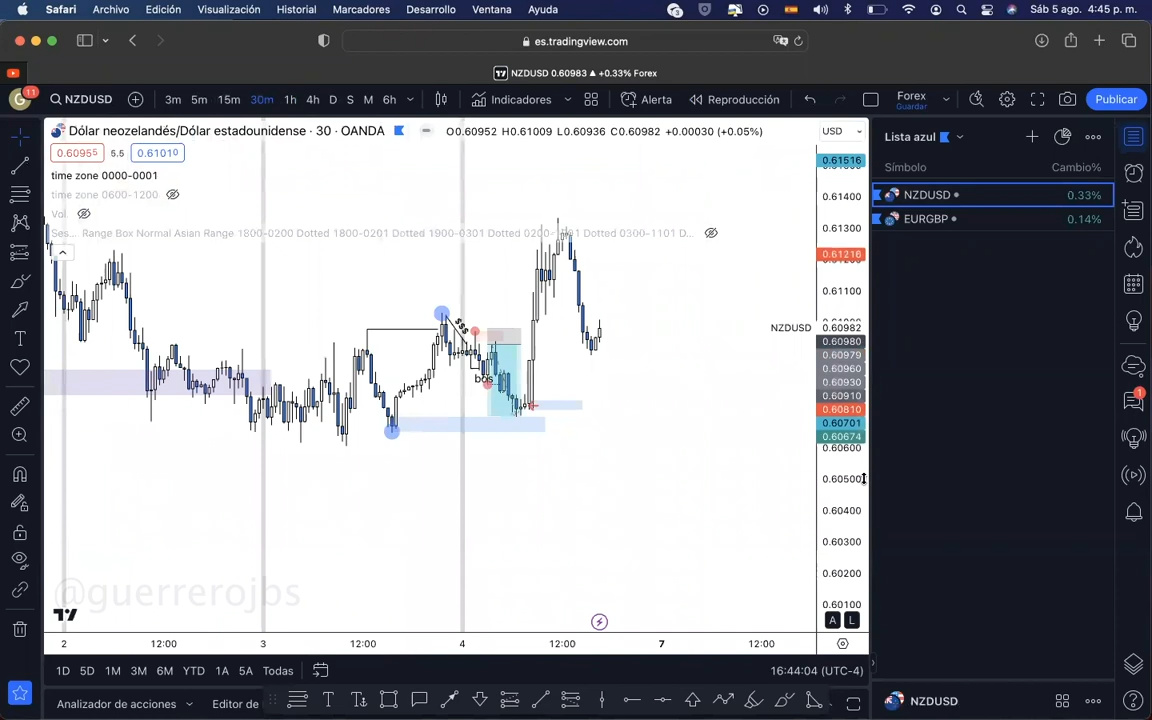 Safari Archivo Edición Visualización Historial Marcadores Desarrollo Ventana Ayuda Sáb 5 ago. 4:45 p. m.
es.tradingview.com
NZDUSD 0.60983 ▲ +0.33% Forex
G 11 NZDUSD 3m 5m 15m 30m 1h 4h D S M 6h Indicadores Alerta Reproducción Forex Guardar Publicar
Dólar neozelandés/Dólar estadounidense · 30 · OANDA O0.60952 H0.61009 L0.60936 C0.60982 +0.00030 (+0.05%) USD
0.60955 5.5 0.61010
time zone 0000-0001
time zone 0600-1200
Vol.
Ses... Range Box Normal Asian Range 1800-0200 Dotted 1800-0201 Dotted 1900-0301 Dotted 0200- 01 Dotted 0300-1101 D...
Lista azul
Símbolo Cambio%
NZDUSD 0.33%
EURGBP 0.14%
0.61516
0.61400
0.61300
0.61216
0.61100
NZDUSD 0.60982
0.60980
0.60979
0.60960
0.60930
0.60910
0.60810
0.60701
0.60674
0.60600
0.60500
0.60400
0.60300
0.60200
0.60100
$$$
bos
1
@guerrerojbs
A L
2 12:00 3 12:00 4 12:00 7 12:00
1D 5D 1M 3M 6M YTD 1A 5A Todas 16:44:04 (UTC-4)
Analizador de acciones Editor de
NZDUSD